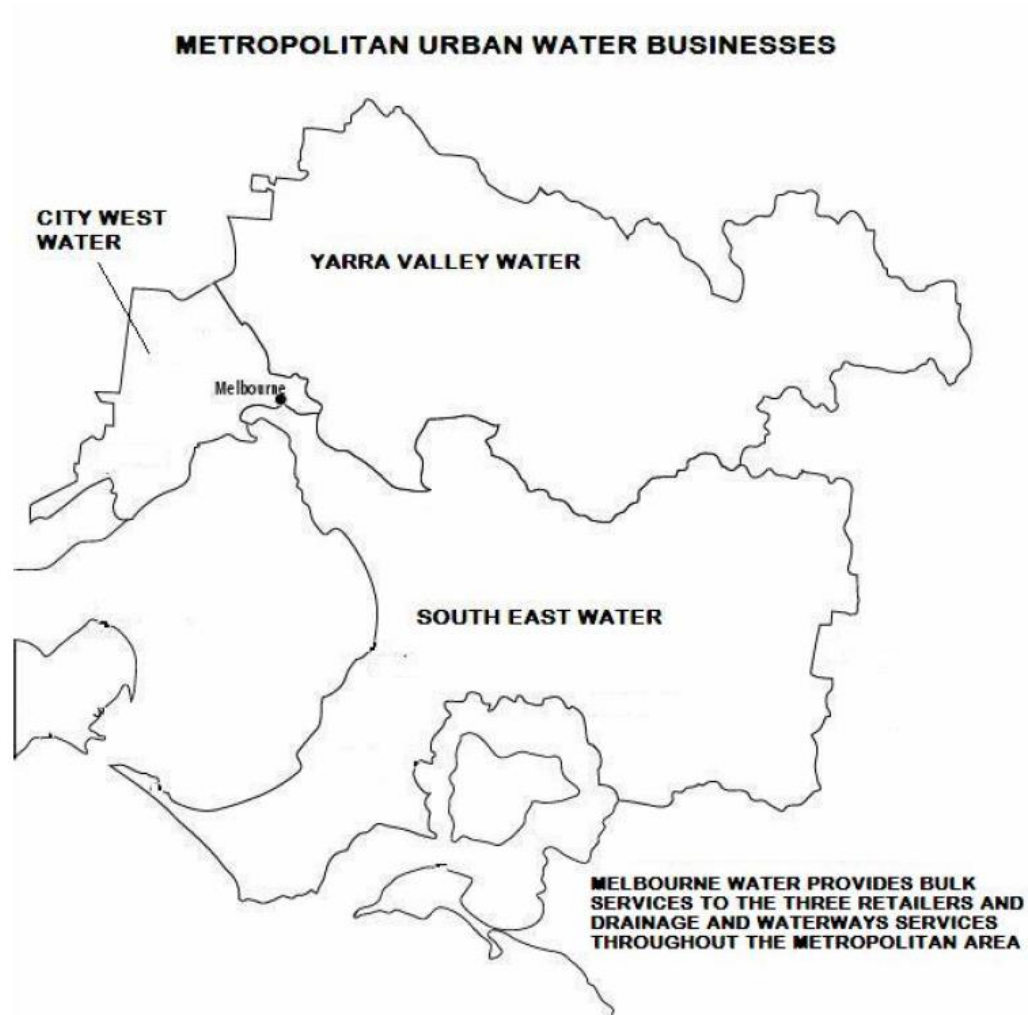 METROPOLITAN URBAN WATER BUSINESSES
CITY WEST
WATER
YARRA VALLEY WATER
Melbourne
SOUTH EAST WATER
MELBOURNE WATER PROVIDES BULK
SERVICES TO THE THREE RETAILERS AND
DRAINAGE AND WATERWAYS SERVICES
THROUGHOUT THE METROPOLITAN AREA